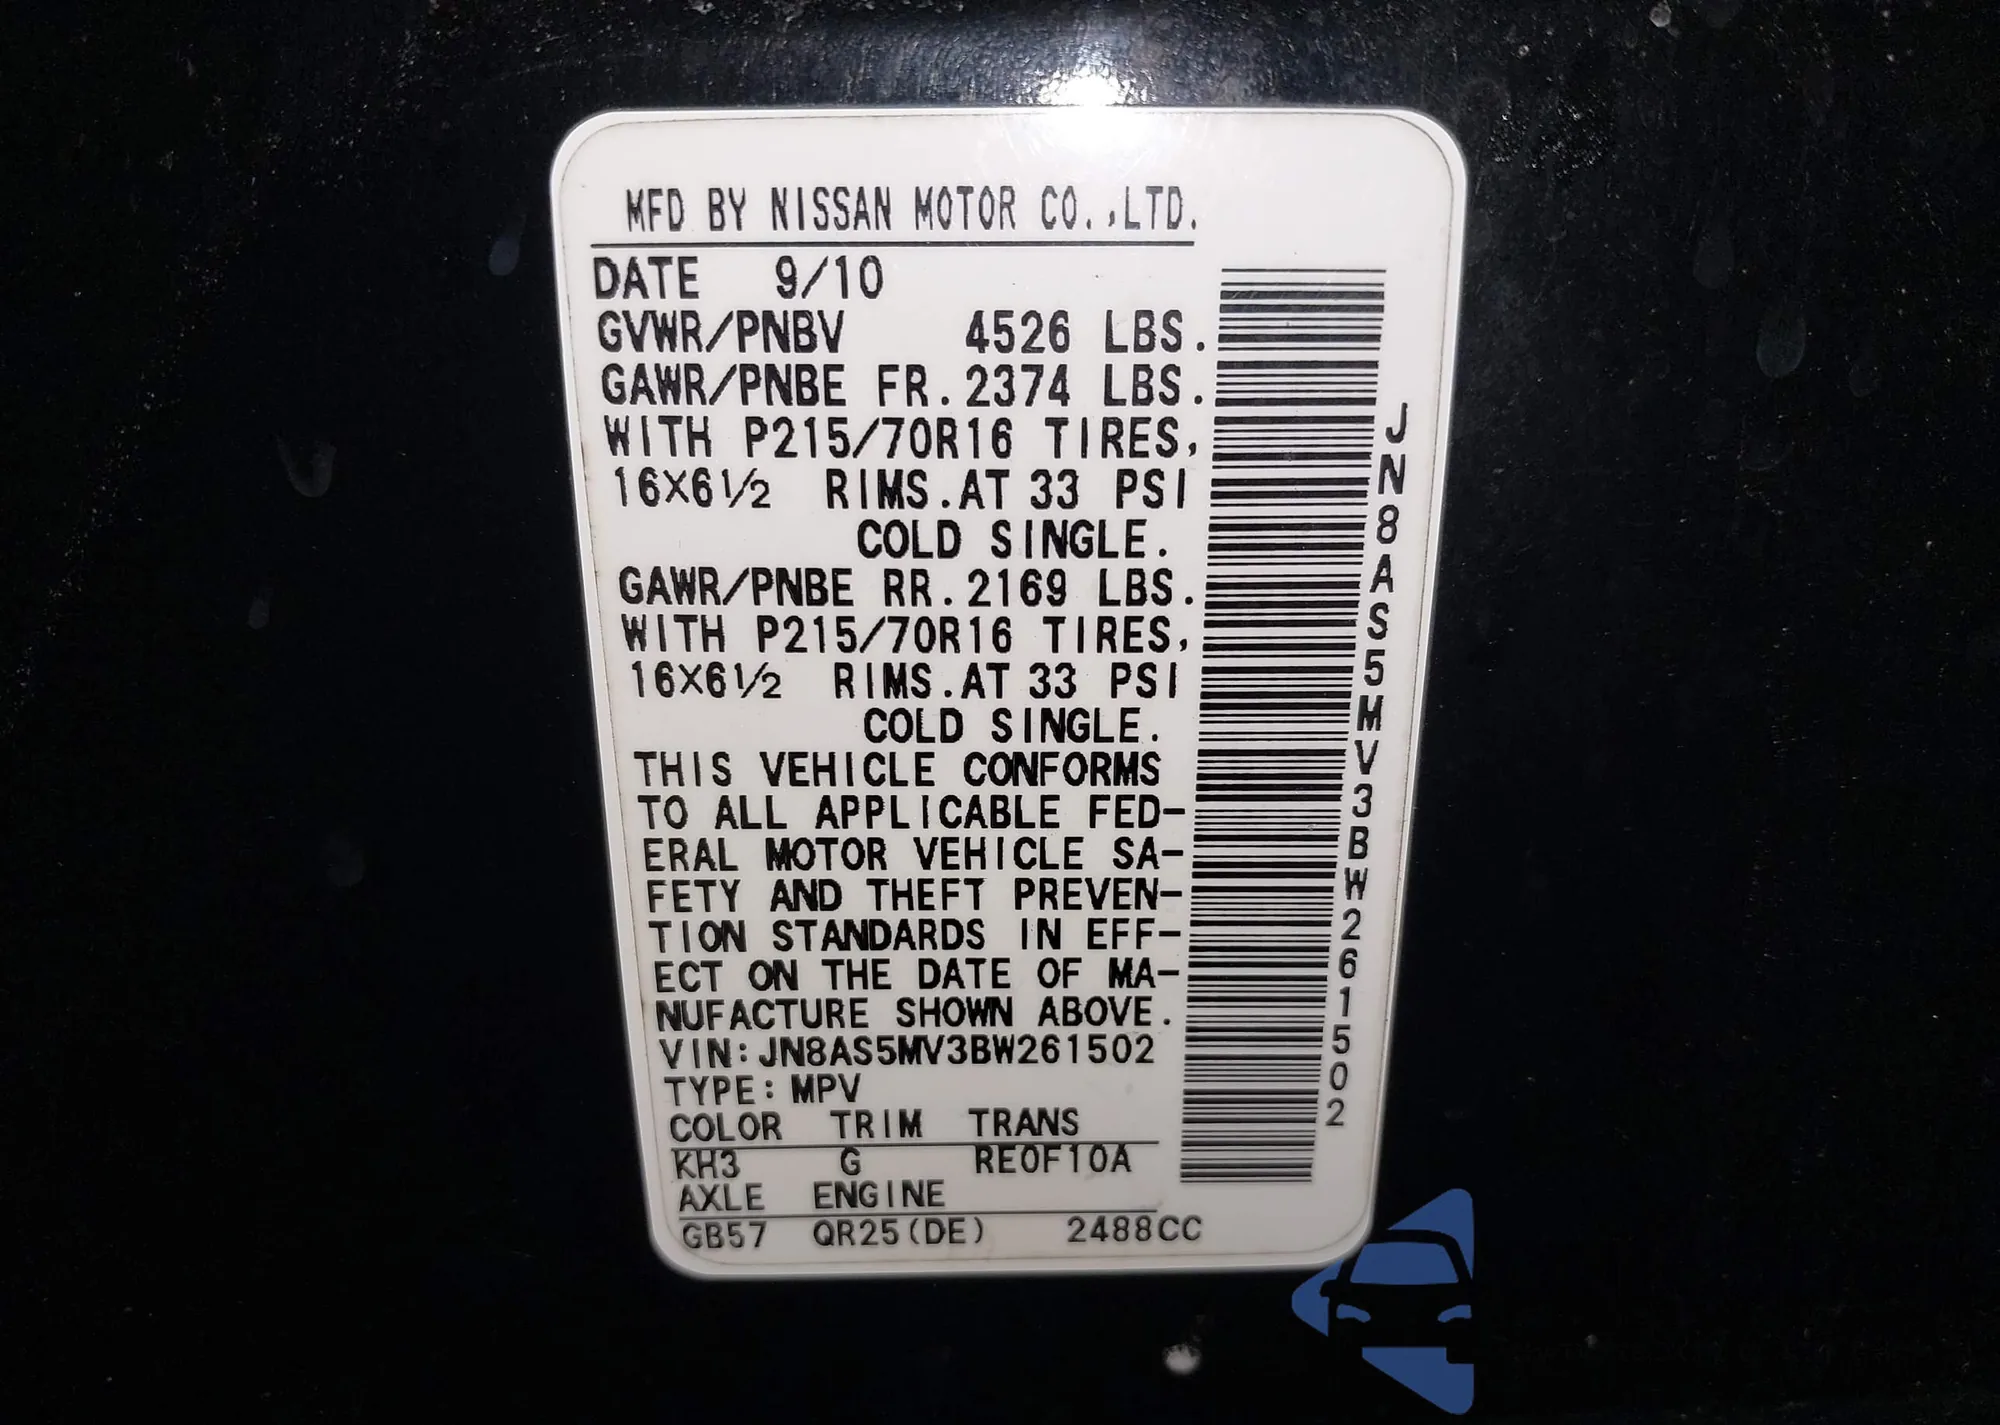 MFD BY NISSAN MOTOR CO.,LTD.
DATE 9/10
GVWR/PNBV 4526 LBS.
GAWR/PNBE FR. 2374 LBS.
WITH P215/70R16 TIRES,
16X6 1/2 RIMS. AT 33 PSI
COLD SINGLE.
GAWR/PNBE RR. 2169 LBS.
WITH P215/70R16 TIRES,
16X6 1/2 RIMS. AT 33 PSI
COLD SINGLE.
THIS VEHICLE CONFORMS
TO ALL APPLICABLE FED-
ERAL MOTOR VEHICLE SA-
FETY AND THEFT PREVEN-
TION STANDARDS IN EFF-
ECT ON THE DATE OF MA-
NUFACTURE SHOWN ABOVE.
VIN: JN8AS5MV3BW261502
TYPE: MPV
COLOR TRIM TRANS
KH3 G RE0F10A
AXLE ENGINE
GB57 QR25(DE) 2488CC
JN8AS5MV3BW261502